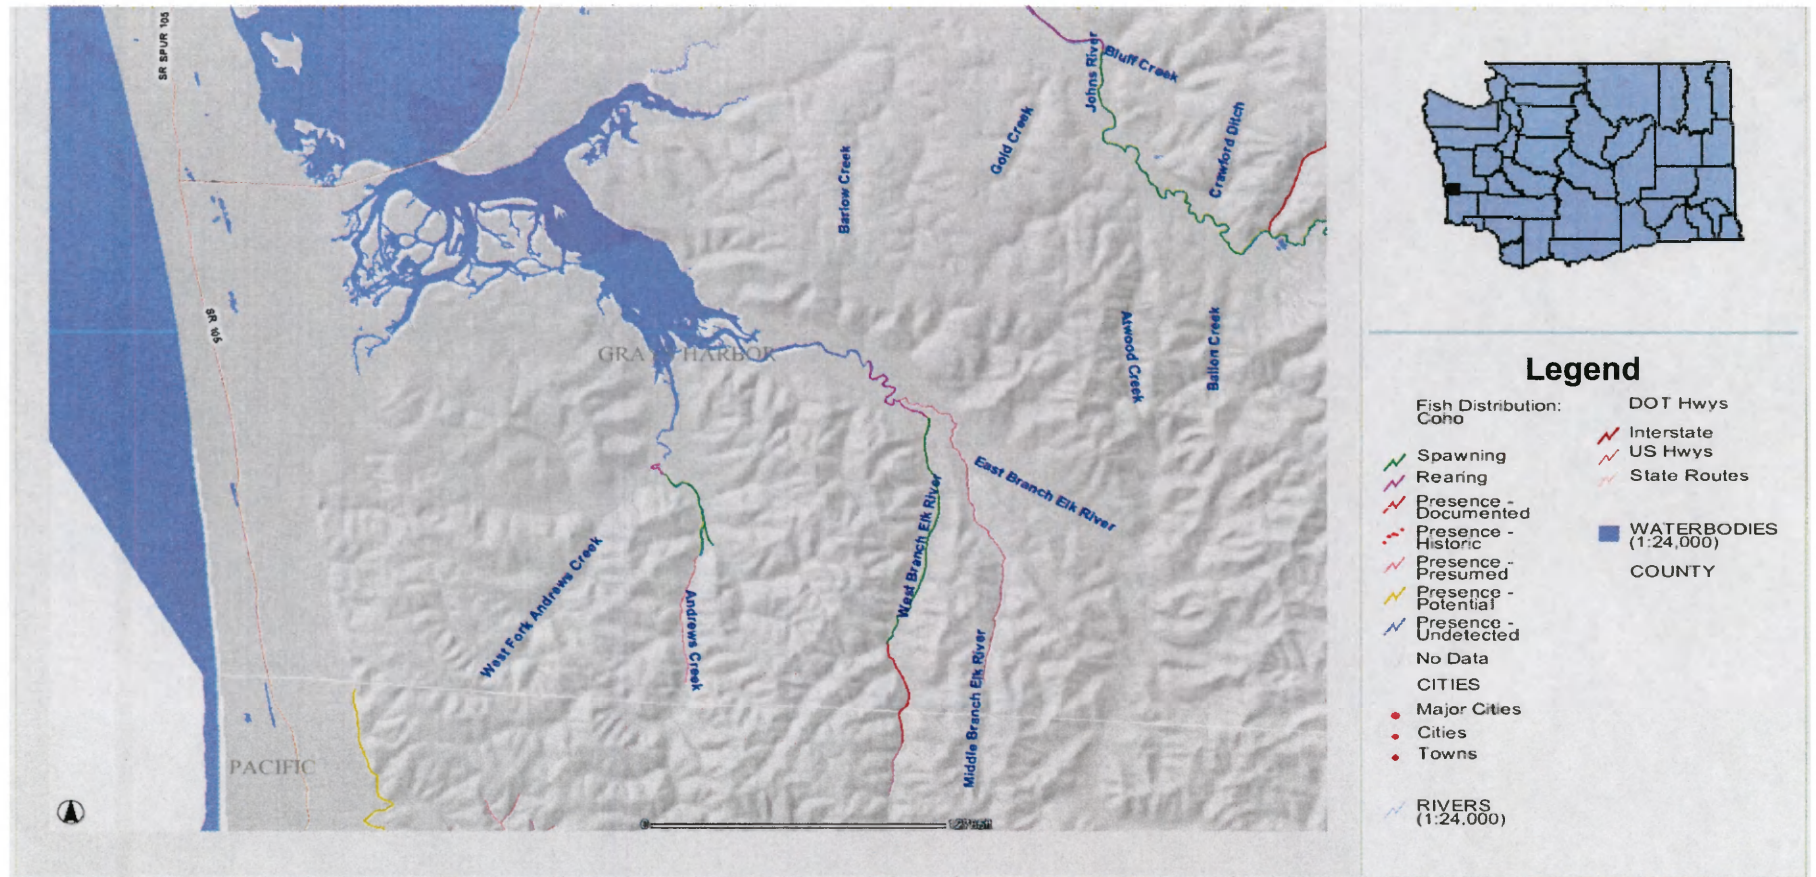 SR SPUR 105
SR 105
Johns River
Bluff Creek
Gold Creek
Crawford Ditch
Barlow Creek
Atwood Creek
Ballon Creek
GRA HARBOR
East Branch Elk River
West Branch Elk River
Middle Branch Elk River
West Fork Andrews Creek
Andrews Creek
PACIFIC
Legend
Fish Distribution:
Coho
Spawning
Rearing
Presence -
Documented
Presence -
Historic
Presence -
Presumed
Presence -
Potential
Presence -
Undetected
No Data
CITIES
Major Cities
Cities
Towns
RIVERS
(1:24,000)
DOT Hwys
Interstate
US Hwys
State Routes
WATERBODIES
(1:24,000)
COUNTY